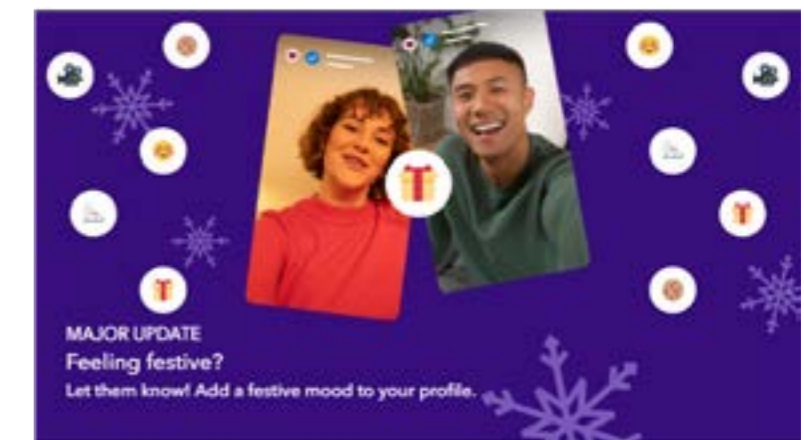 MAJOR UPDATE
Feeling festive?
Let them know! Add a festive mood to your profile.